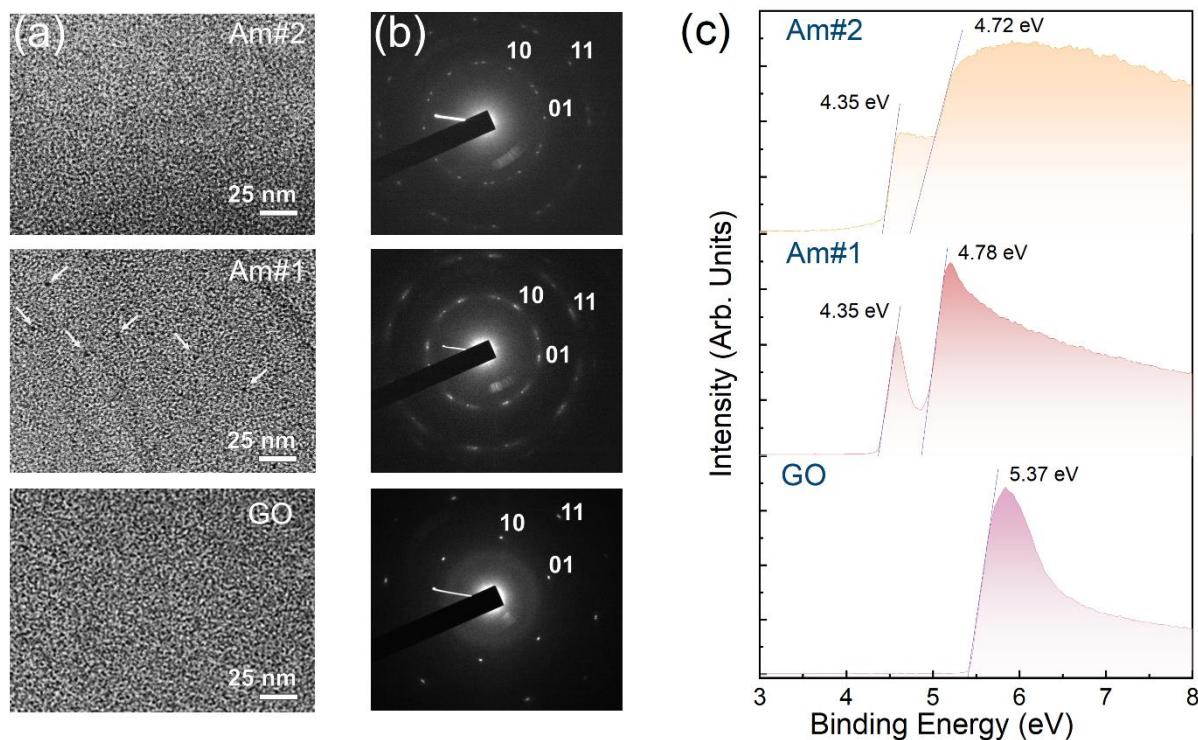 (a)
Am#2
25 nm
Am#1
25 nm
GO
25 nm
(b)
10
11
01
10
11
01
10
11
01
(c)
Am#2
4.72 eV
4.35 eV
Am#1
4.78 eV
4.35 eV
GO
5.37 eV
Intensity (Arb. Units)
3 4 5 6 7 8
Binding Energy (eV)